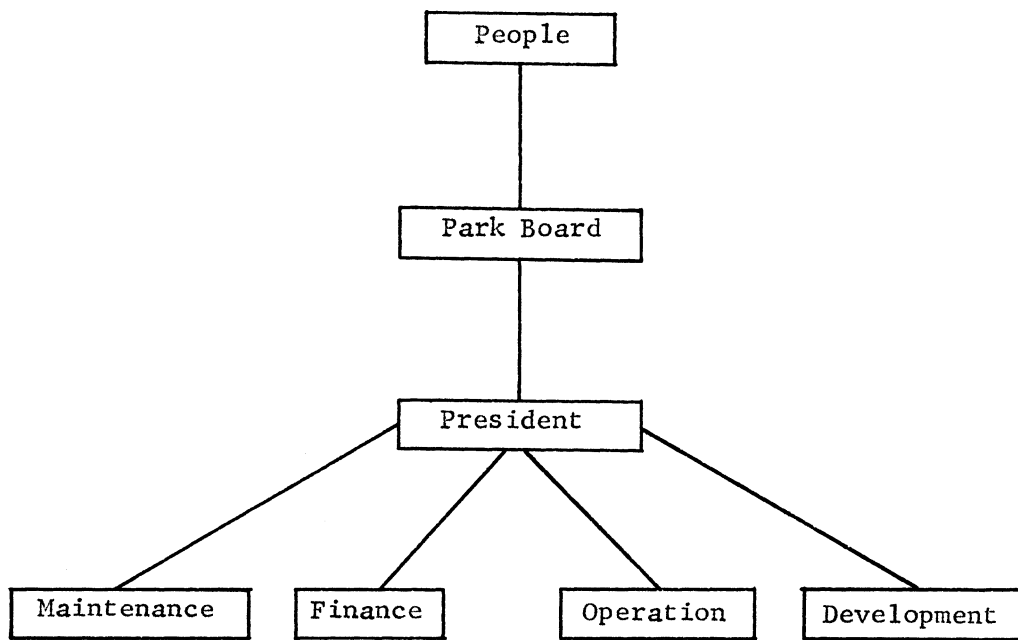 People
Park Board
President
Maintenance
Finance
Operation
Development